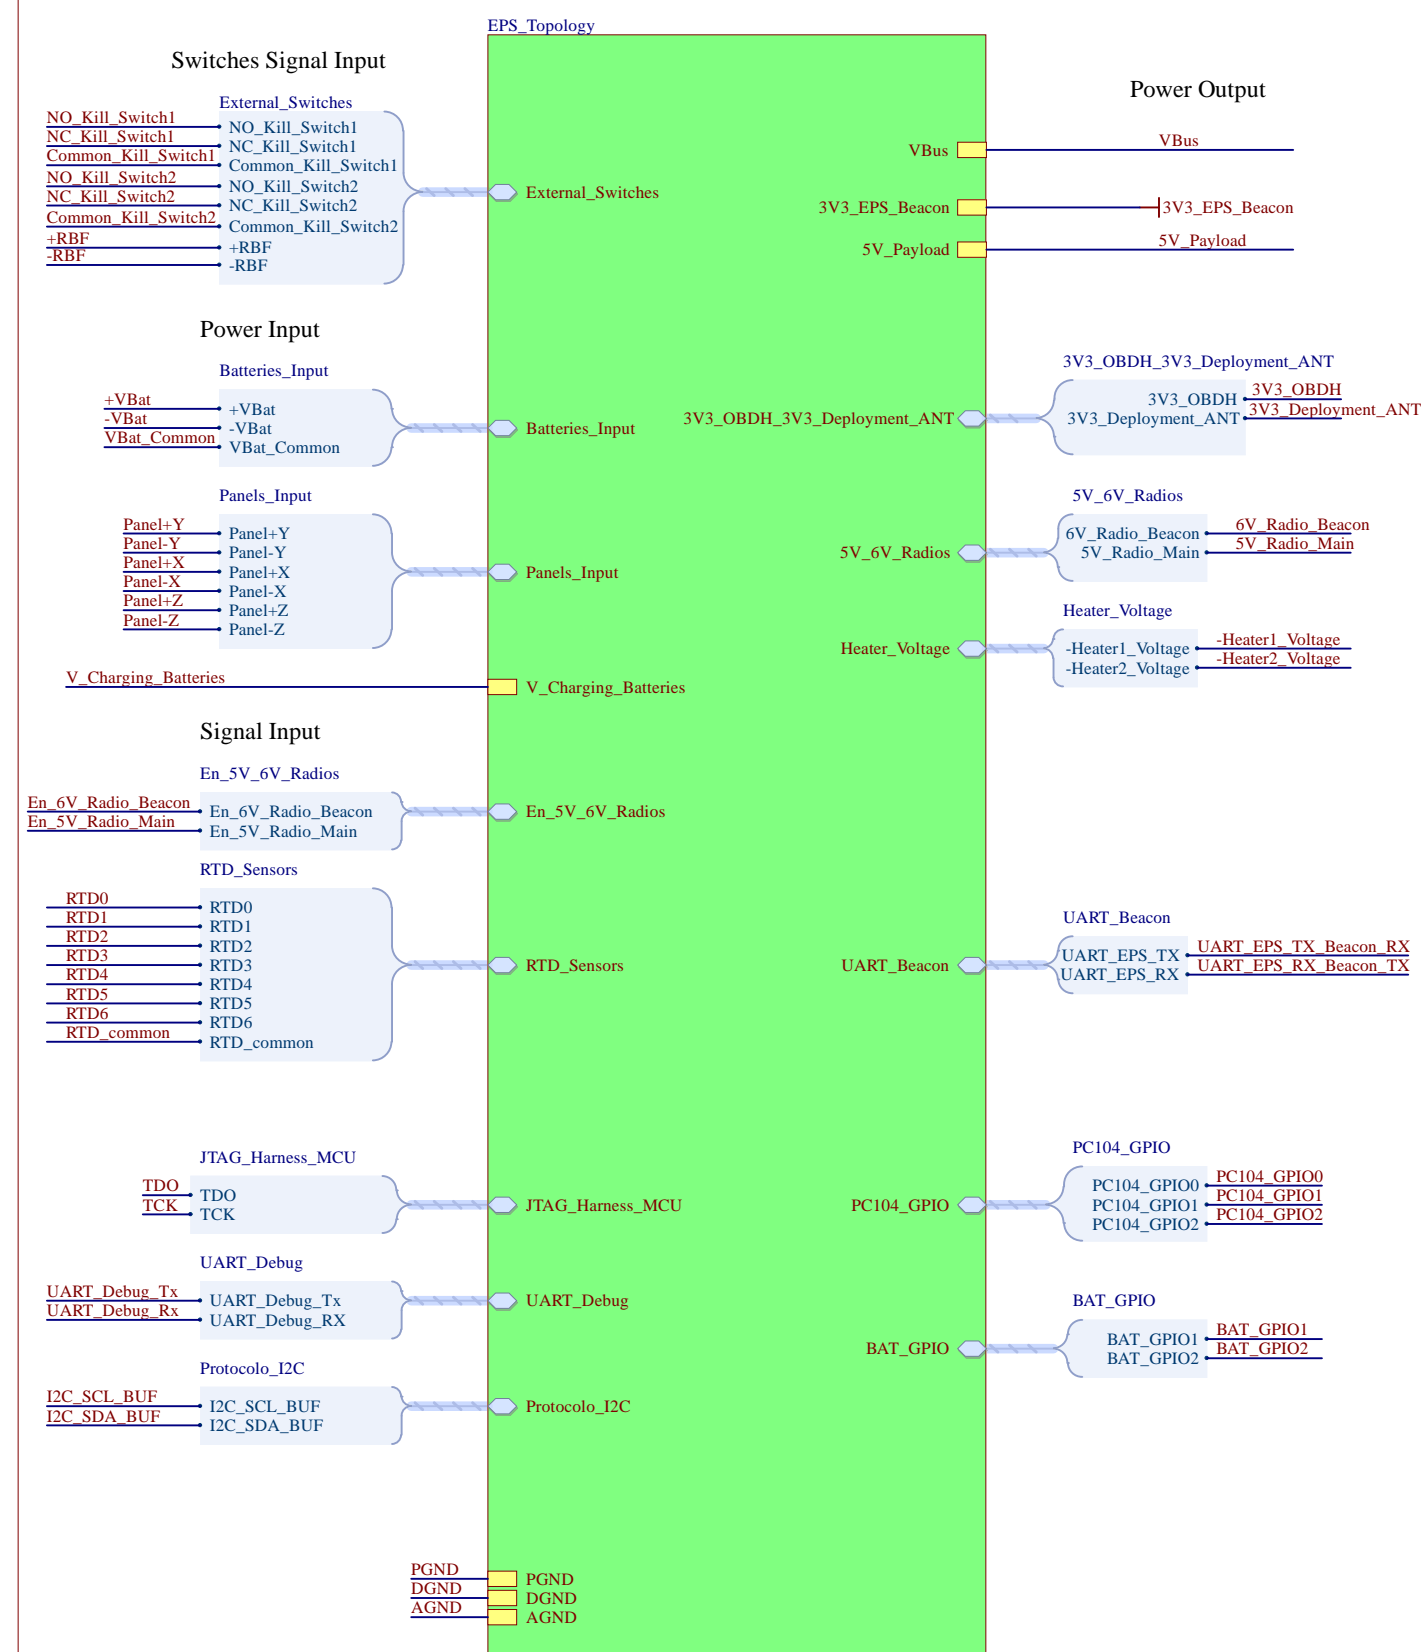 EPS_Topology
Switches Signal Input
External_Switches
NO_Kill_Switch1
NO_Kill_Switch1
NC_Kill_Switch1
NC_Kill_Switch1
Common_Kill_Switch1
Common_Kill_Switch1
NO_Kill_Switch2
NO_Kill_Switch2
NC_Kill_Switch2
NC_Kill_Switch2
Common_Kill_Switch2
Common_Kill_Switch2
+RBF
+RBF
-RBF
-RBF
External_Switches
Power Input
Batteries_Input
+VBat
+VBat
-VBat
-VBat
VBat_Common
VBat_Common
Batteries_Input
Panels_Input
Panel+Y
Panel+Y
Panel-Y
Panel-Y
Panel+X
Panel+X
Panel-X
Panel-X
Panel+Z
Panel+Z
Panel-Z
Panel-Z
Panels_Input
V_Charging_Batteries
V_Charging_Batteries
Signal Input
En_5V_6V_Radios
En_6V_Radio_Beacon
En_6V_Radio_Beacon
En_5V_Radio_Main
En_5V_Radio_Main
En_5V_6V_Radios
RTD_Sensors
RTD0
RTD0
RTD1
RTD1
RTD2
RTD2
RTD3
RTD3
RTD4
RTD4
RTD5
RTD5
RTD6
RTD6
RTD_common
RTD_common
RTD_Sensors
JTAG_Harness_MCU
TDO
TDO
TCK
TCK
JTAG_Harness_MCU
UART_Debug
UART_Debug_Tx
UART_Debug_Tx
UART_Debug_Rx
UART_Debug_RX
UART_Debug
Protocolo_I2C
I2C_SCL_BUF
I2C_SCL_BUF
I2C_SDA_BUF
I2C_SDA_BUF
Protocolo_I2C
PGND
PGND
DGND
DGND
AGND
AGND
Power Output
VBus
VBus
3V3_EPS_Beacon
3V3_EPS_Beacon
5V_Payload
5V_Payload
3V3_OBDH_3V3_Deployment_ANT
3V3_OBDH_3V3_Deployment_ANT
3V3_OBDH
3V3_OBDH
3V3_Deployment_ANT
3V3_Deployment_ANT
5V_6V_Radios
5V_6V_Radios
6V_Radio_Beacon
6V_Radio_Beacon
5V_Radio_Main
5V_Radio_Main
Heater_Voltage
Heater_Voltage
-Heater1_Voltage
-Heater1_Voltage
-Heater2_Voltage
-Heater2_Voltage
UART_Beacon
UART_Beacon
UART_EPS_TX
UART_EPS_TX_Beacon_RX
UART_EPS_RX
UART_EPS_RX_Beacon_TX
PC104_GPIO
PC104_GPIO
PC104_GPIO0
PC104_GPIO0
PC104_GPIO1
PC104_GPIO1
PC104_GPIO2
PC104_GPIO2
BAT_GPIO
BAT_GPIO
BAT_GPIO1
BAT_GPIO1
BAT_GPIO2
BAT_GPIO2